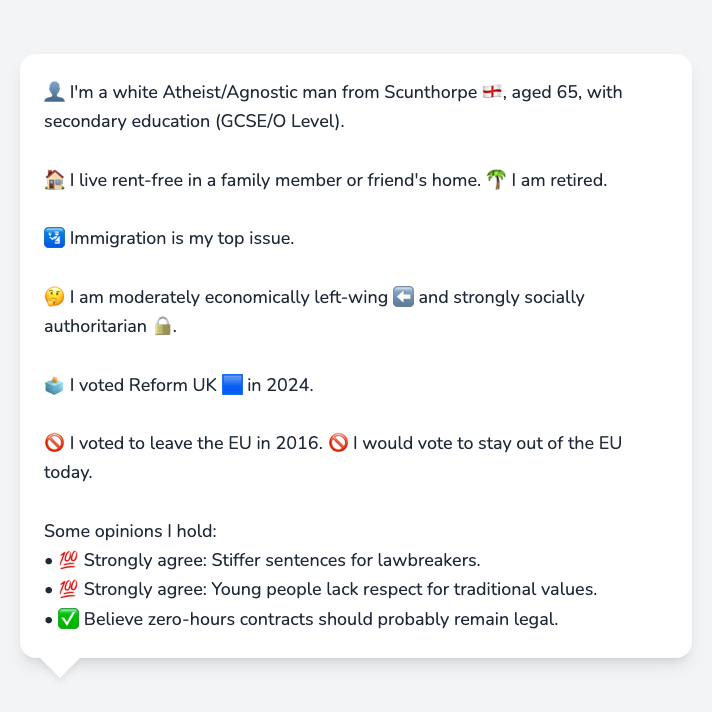 👤 I'm a white Atheist/Agnostic man from Scunthorpe 🏴󠁧󠁢󠁥󠁮󠁧󠁿, aged 65, with
secondary education (GCSE/O Level).
🏠 I live rent-free in a family member or friend's home. 🌴 I am retired.
🛂 Immigration is my top issue.
🤔 I am moderately economically left-wing ⬅️ and strongly socially
authoritarian 🔒.
🗳️ I voted Reform UK 🟦 in 2024.
🚫 I voted to leave the EU in 2016. 🚫 I would vote to stay out of the EU
today.
Some opinions I hold:
• 💯 Strongly agree: Stiffer sentences for lawbreakers.
• 💯 Strongly agree: Young people lack respect for traditional values.
• ✅ Believe zero-hours contracts should probably remain legal.